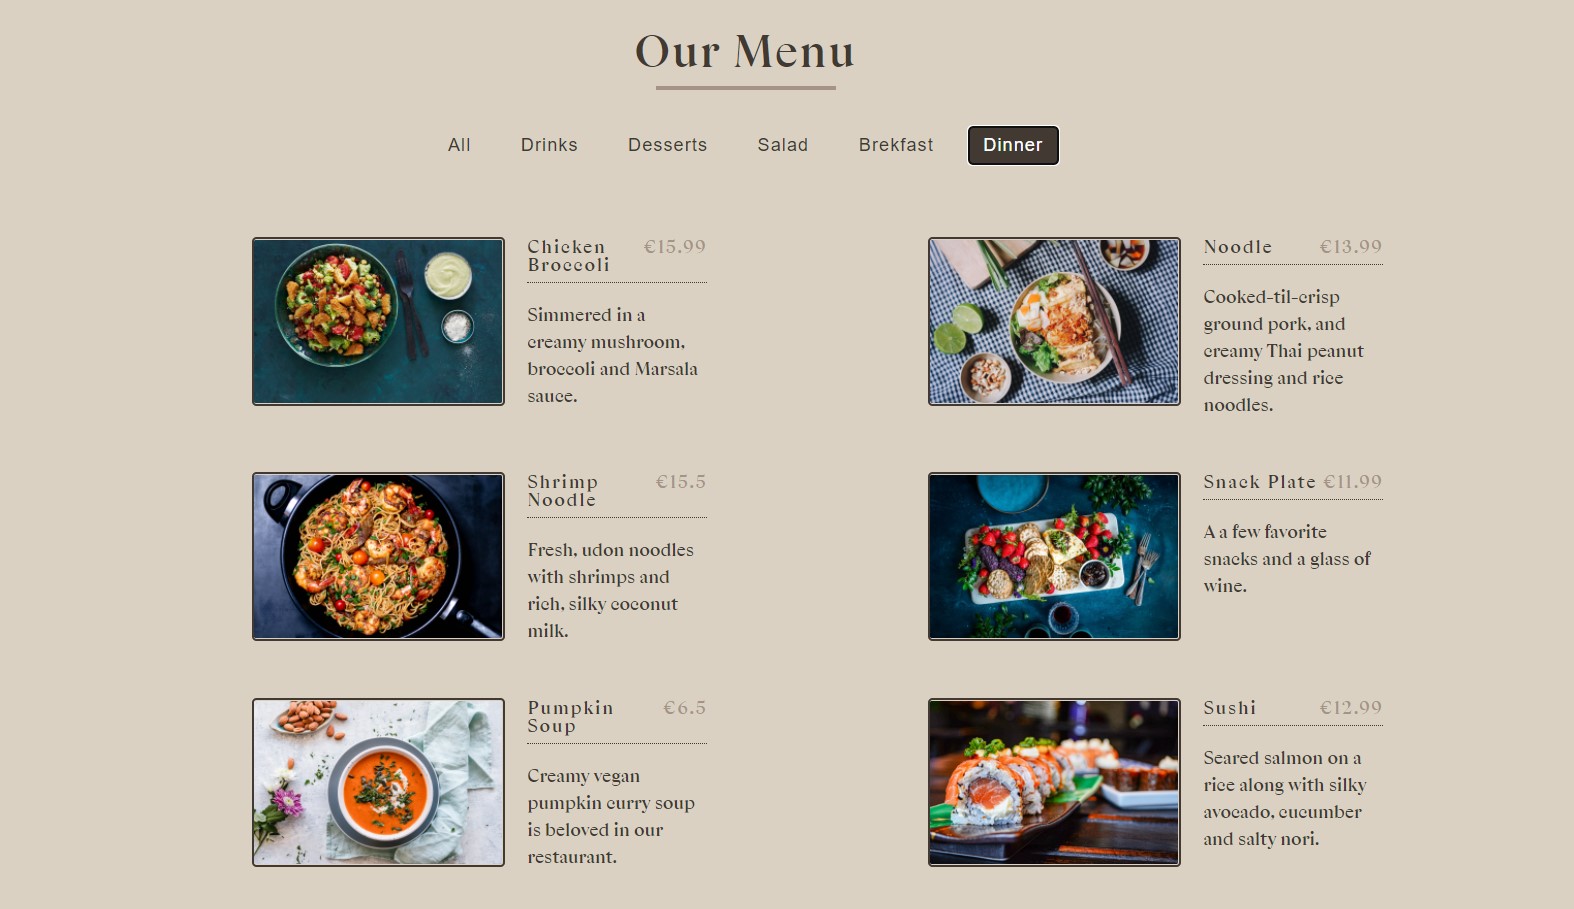 Our Menu
All Drinks Desserts Salad Brekfast Dinner
Chicken €15.99
Broccoli
Simmered in a
creamy mushroom,
broccoli and Marsala
sauce.
Noodle €13.99
Cooked-til-crisp
ground pork, and
creamy Thai peanut
dressing and rice
noodles.
Shrimp €15.5
Noodle
Fresh, udon noodles
with shrimps and
rich, silky coconut
milk.
Snack Plate €11.99
A a few favorite
snacks and a glass of
wine.
Pumpkin €6.5
Soup
Creamy vegan
pumpkin curry soup
is beloved in our
restaurant.
Sushi €12.99
Seared salmon on a
rice along with silky
avocado, cucumber
and salty nori.